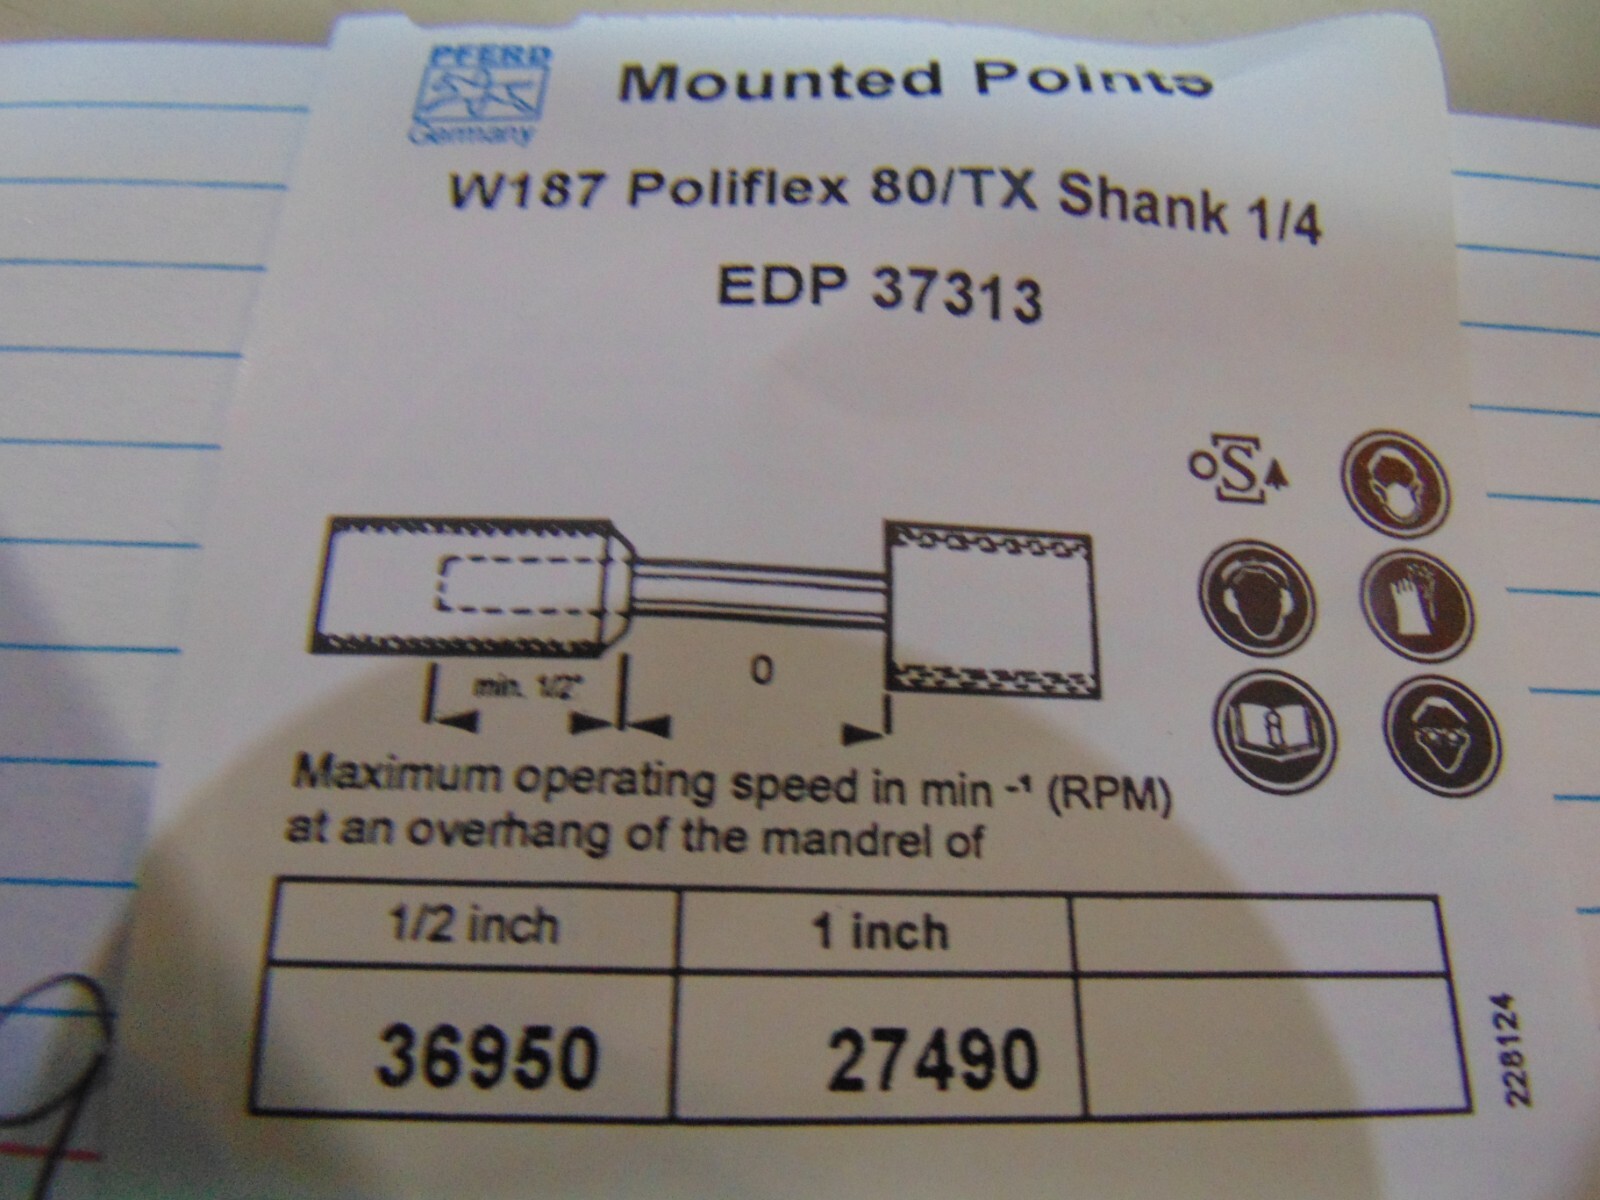 PFERD
Germany
Mounted Points
W187 Poliflex 80/TX Shank 1/4
EDP 37313
oSa
min. 1/2"
O
Maximum operating speed in min -¹ (RPM)
at an overhang of the mandrel of
1/2 inch 1 inch
36950 27490
228124